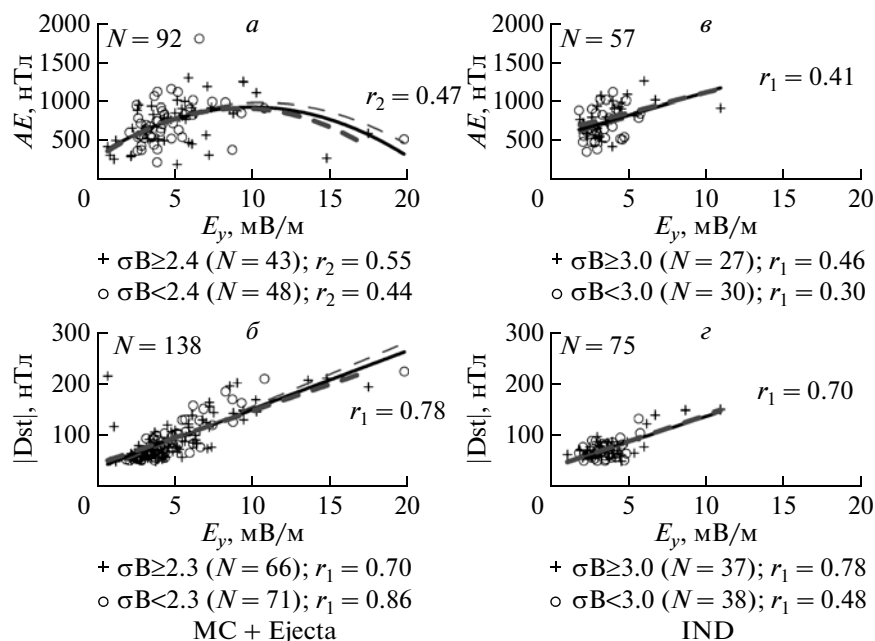 2000
1500
1000
500
0
AE, нТл
N = 92
а
r₂ = 0.47
5
10
15
20
E_y, мВ/м
+ σB≥2.4 (N = 43); r₂ = 0.55
○ σB<2.4 (N = 48); r₂ = 0.44
2000
1500
1000
500
0
AE, нТл
N = 57
в
r₁ = 0.41
5
10
15
20
E_y, мВ/м
+ σB≥3.0 (N = 27); r₁ = 0.46
○ σB<3.0 (N = 30); r₁ = 0.30
300
200
100
0
|Dst|, нТл
N = 138
б
r₁ = 0.78
5
10
15
20
E_y, мВ/м
+ σB≥2.3 (N = 66); r₁ = 0.70
○ σB<2.3 (N = 71); r₁ = 0.86
MC + Ejecta
300
200
100
0
|Dst|, нТл
N = 75
г
r₁ = 0.70
5
10
15
20
E_y, мВ/м
+ σB≥3.0 (N = 37); r₁ = 0.78
○ σB<3.0 (N = 38); r₁ = 0.48
IND